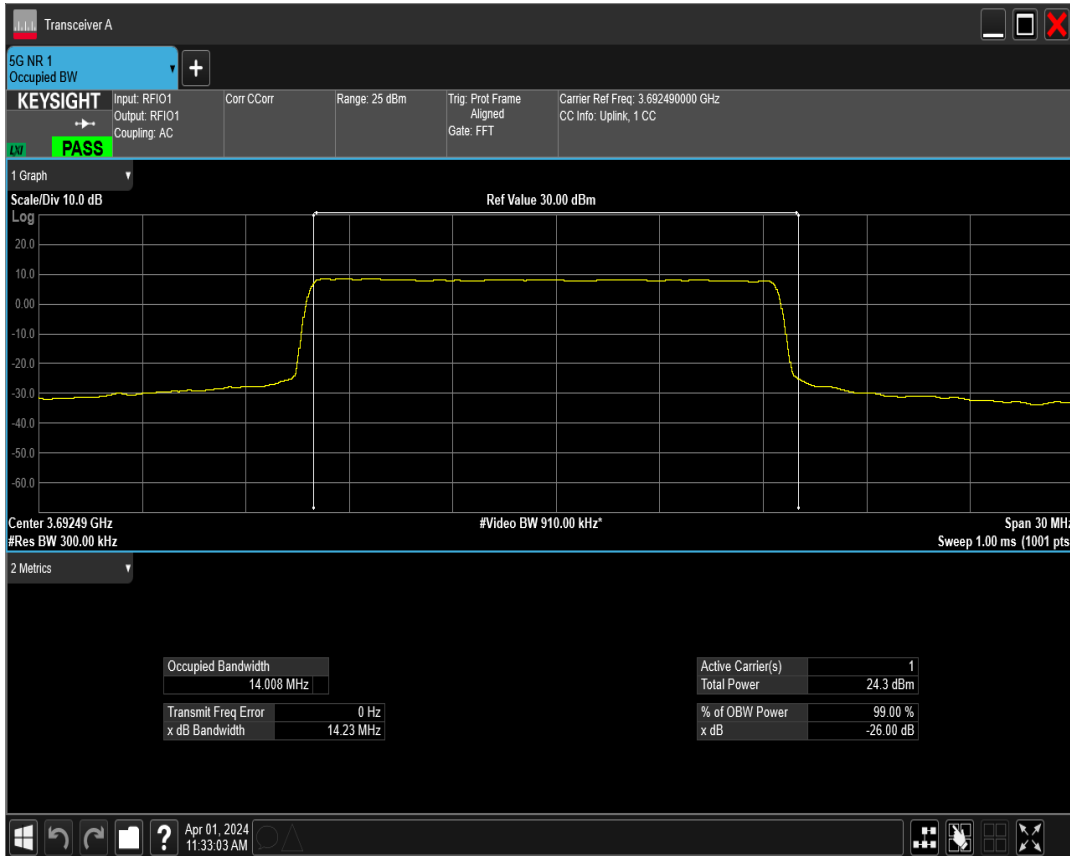 Transceiver A
5G NR 1
Occupied BW
KEYSIGHT
LXI
PASS
Input: RFIO1
Output: RFIO1
Coupling: AC
Corr CCorr
Range: 25 dBm
Trig: Prot Frame
Aligned
Gate: FFT
Carrier Ref Freq: 3.692490000 GHz
CC Info: Uplink, 1 CC
1 Graph
Scale/Div 10.0 dB
Ref Value 30.00 dBm
Log
20.0
10.0
0.00
-10.0
-20.0
-30.0
-40.0
-50.0
-60.0
Center 3.69249 GHz
#Video BW 910.00 kHz*
Span 30 MHz
#Res BW 300.00 kHz
Sweep 1.00 ms (1001 pts
2 Metrics
Occupied Bandwidth
14.008 MHz
Transmit Freq Error 0 Hz
x dB Bandwidth 14.23 MHz
Active Carrier(s) 1
Total Power 24.3 dBm
% of OBW Power 99.00 %
x dB -26.00 dB
?
Apr 01, 2024
11:33:03 AM